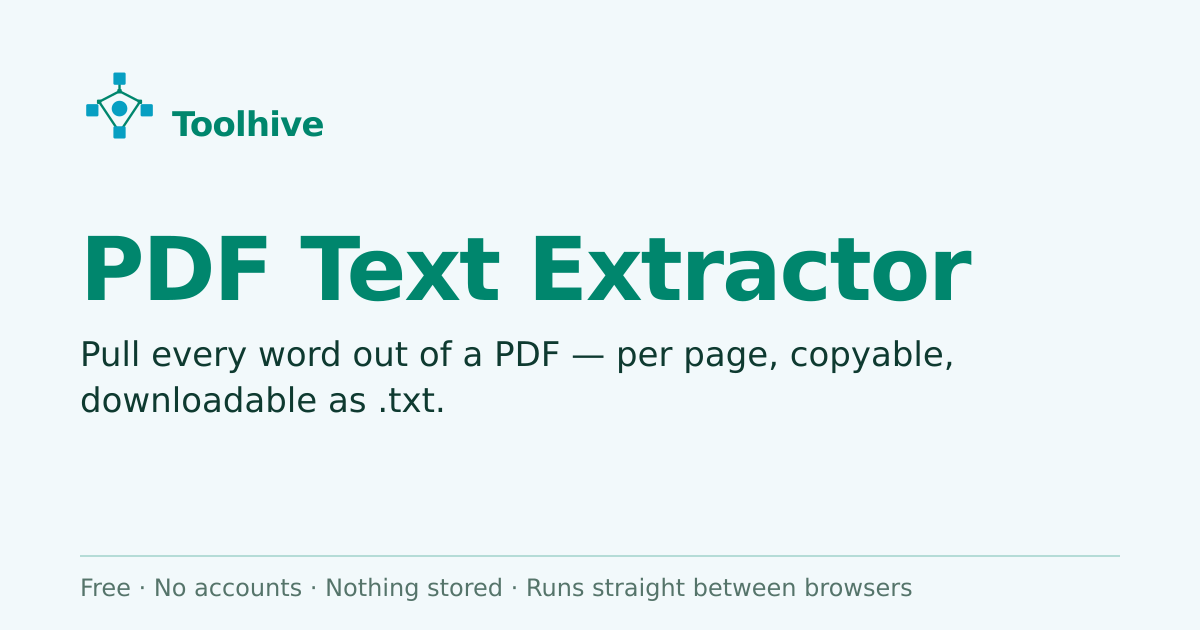 Toolhive
PDF Text Extractor
Pull every word out of a PDF — per page, copyable,
downloadable as .txt.
Free · No accounts · Nothing stored · Runs straight between browsers